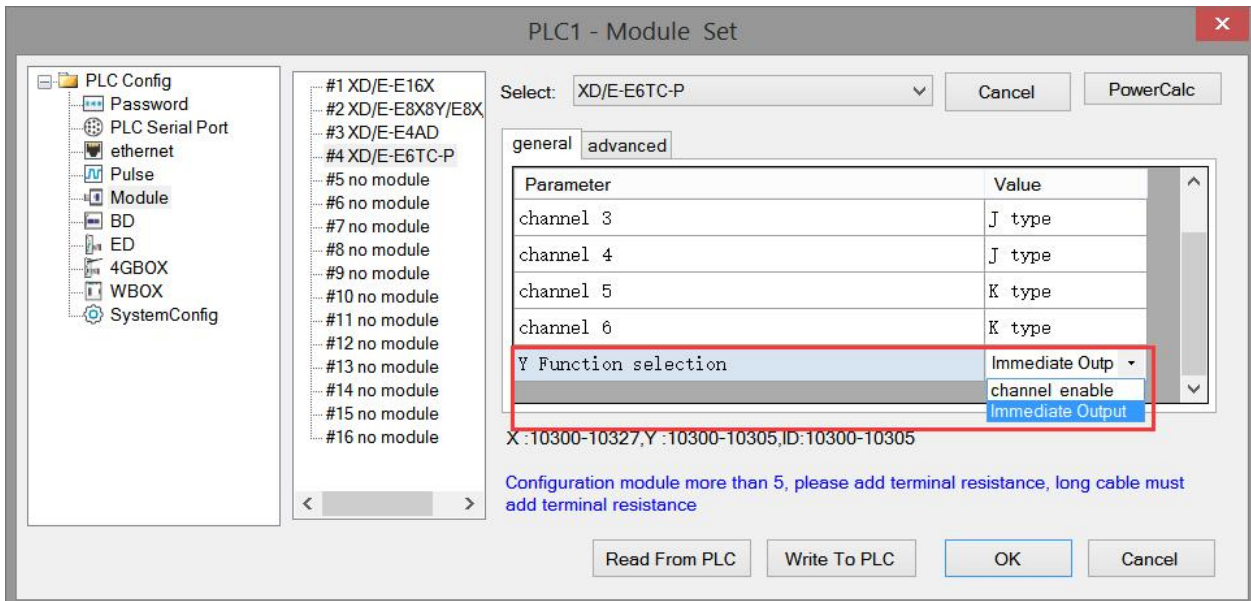 PLC1 - Module Set
x
PLC Config
Password
PLC Serial Port
ethernet
Pulse
Module
BD
ED
4GBOX
WBOX
SystemConfig
#1 XD/E-E16X
#2 XD/E-E8X8Y/E8X
#3 XD/E-E4AD
#4 XD/E-E6TC-P
#5 no module
#6 no module
#7 no module
#8 no module
#9 no module
#10 no module
#11 no module
#12 no module
#13 no module
#14 no module
#15 no module
#16 no module
Select: XD/E-E6TC-P Cancel PowerCalc
general advanced
Parameter Value
channel 3 J type
channel 4 J type
channel 5 K type
channel 6 K type
Y Function selection Immediate Outp
channel enable
Immediate Output
X :10300-10327,Y :10300-10305,ID:10300-10305
Configuration module more than 5, please add terminal resistance, long cable must
add terminal resistance
Read From PLC Write To PLC OK Cancel